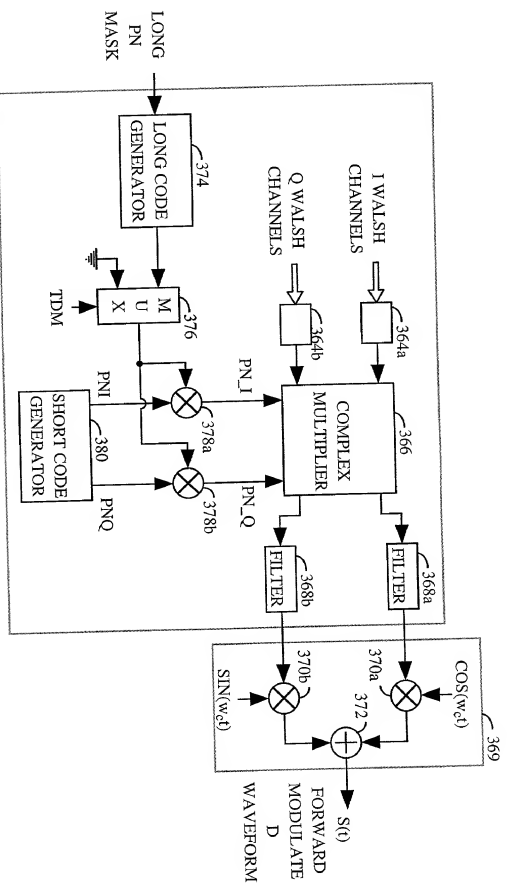 I WALSH
CHANNELS
364a
Q WALSH
CHANNELS
364b
COMPLEX
MULTIPLIER
366
FILTER
368a
FILTER
368b
370a
COS(w_ct)
370b
SIN(w_ct)
372
369
S(t)
FORWARD
MODULATE
D
WAVEFORM
PN_I
PN_Q
378a
378b
LONG
PN
MASK
LONG CODE
GENERATOR
374
M
U
X
376
TDM
PNI
PNQ
SHORT CODE
GENERATOR
380